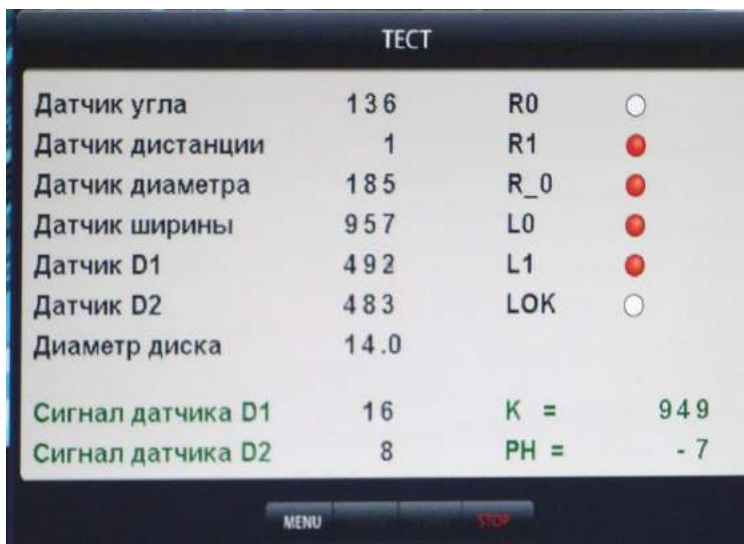 ТЕСТ
Датчик угла 136 R0
Датчик дистанции 1 R1
Датчик диаметра 185 R_0
Датчик ширины 957 L0
Датчик D1 492 L1
Датчик D2 483 LOK
Диаметр диска 14.0
Сигнал датчика D1 16 K = 949
Сигнал датчика D2 8 PH = - 7
MENU STOP